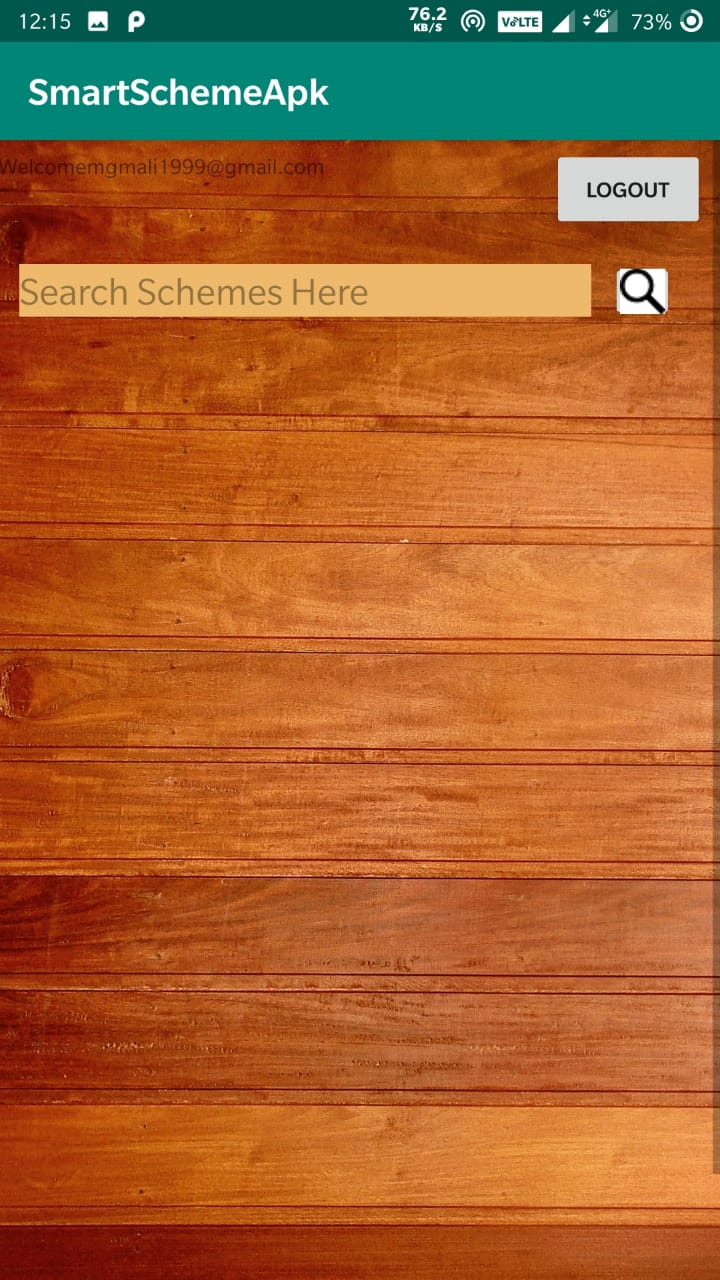 12:15 76.2 KB/S VoLTE 4G+ 73%
SmartSchemeApk
Welcomemgmali1999@gmail.com
LOGOUT
Search Schemes Here